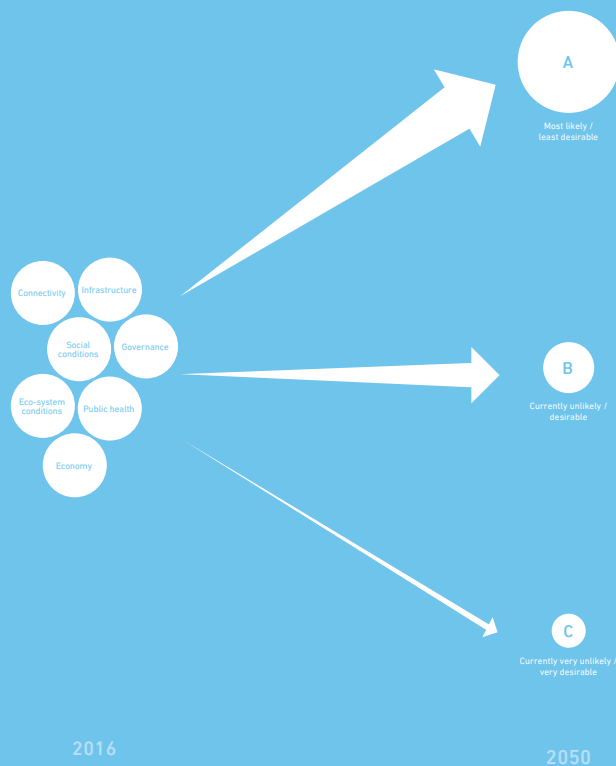 A
Most likely /
least desirable
Connectivity
Infrastructure
Social
conditions
Governance
Eco-system
conditions
Public health
Economy
B
Currently unlikely /
desirable
C
Currently very unlikely /
very desirable
2016
2050